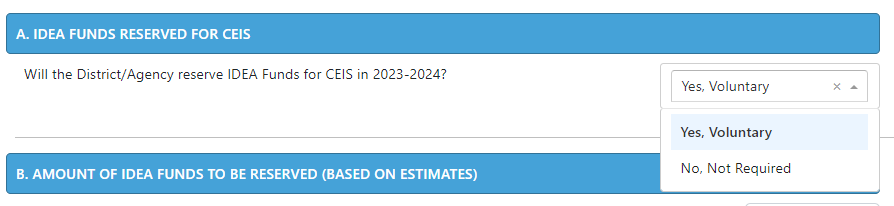 A. IDEA FUNDS RESERVED FOR CEIS
Will the District/Agency reserve IDEA Funds for CEIS in 2023-2024?
Yes, Voluntary
Yes, Voluntary
No, Not Required
B. AMOUNT OF IDEA FUNDS TO BE RESERVED (BASED ON ESTIMATES)